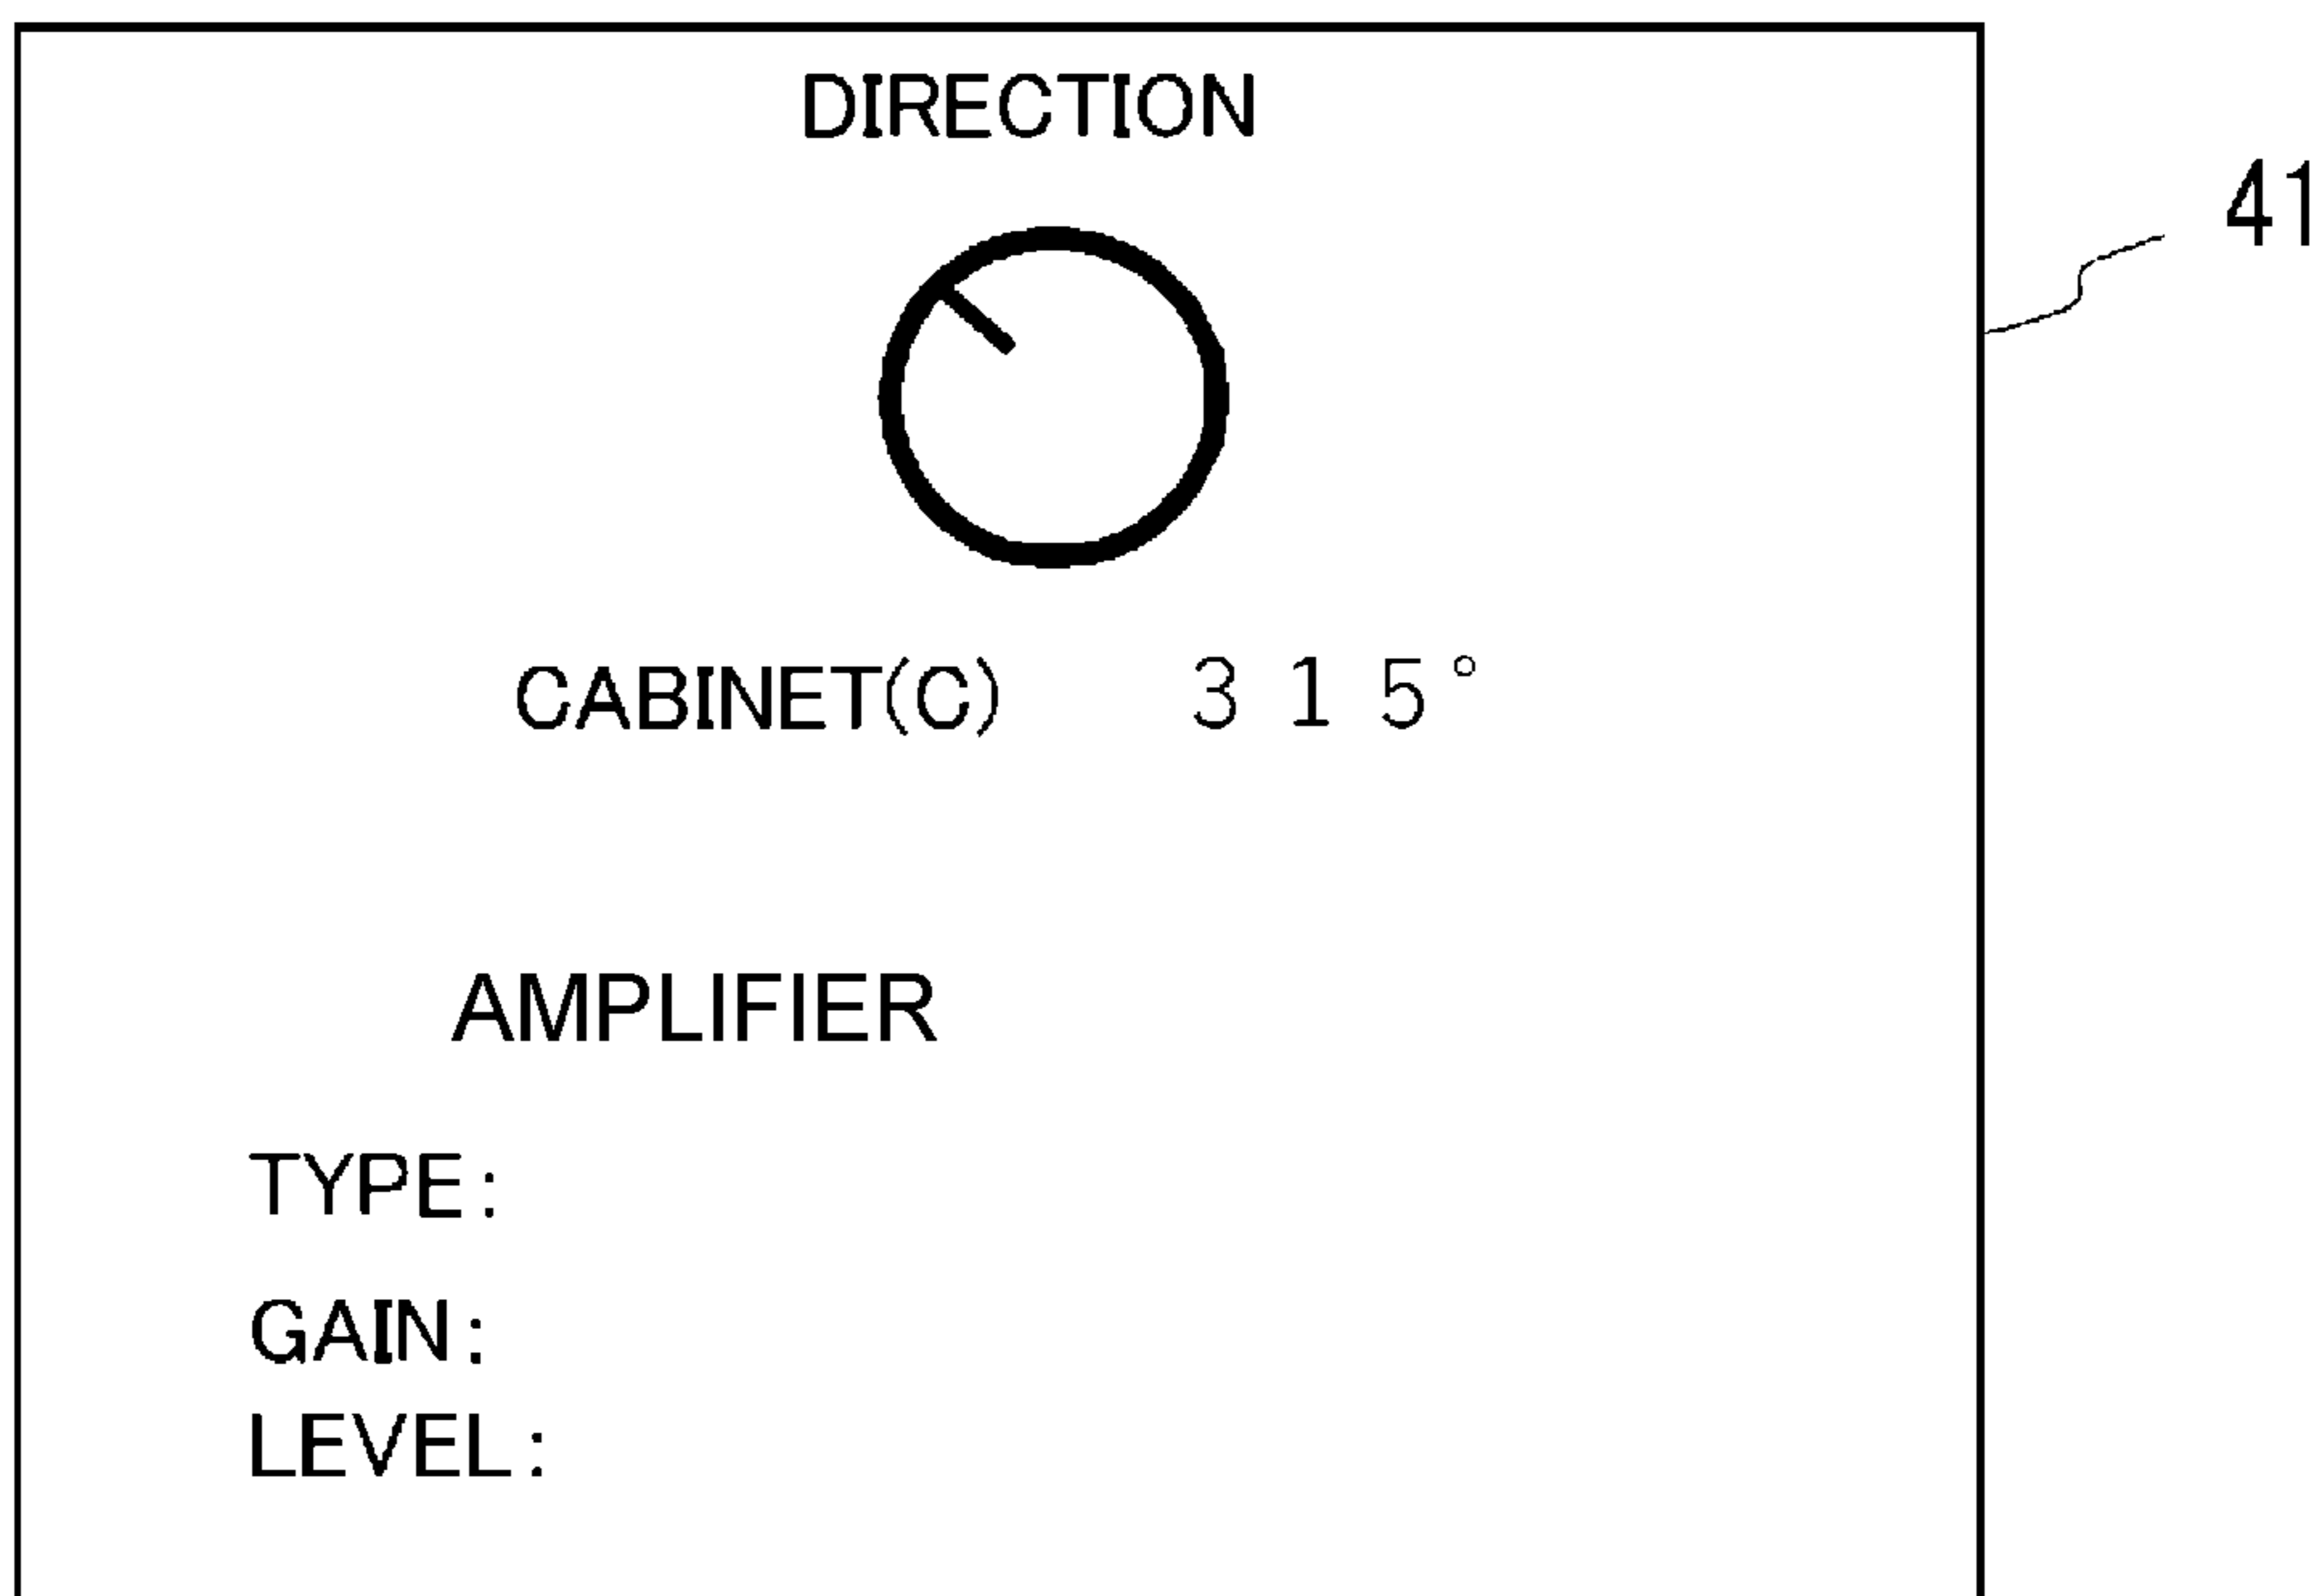 DIRECTION
41
CABINET(C) 315°
AMPLIFIER
TYPE:
GAIN:
LEVEL: